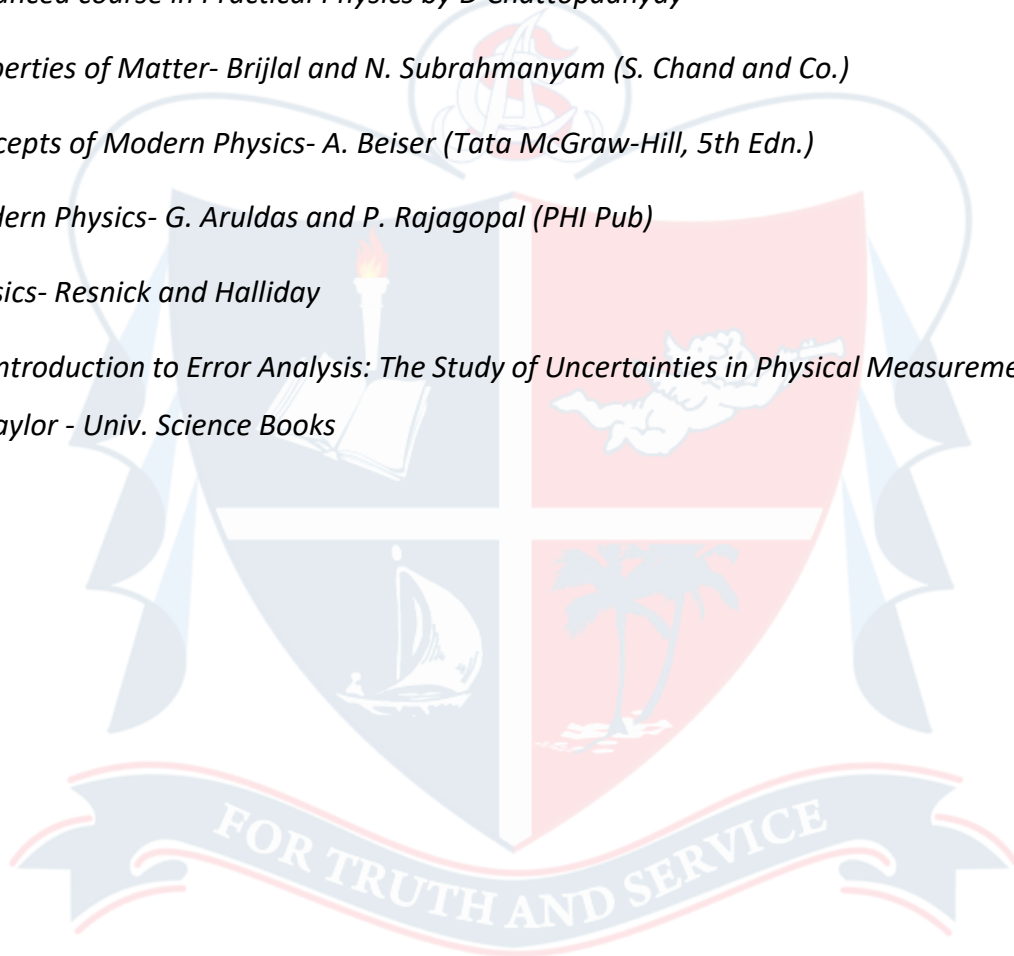 anced course in Practical Physics by D Chattopadhyay
perties of Matter- Brijlal and N. Subrahmanyam (S. Chand and Co.)
cepts of Modern Physics- A. Beiser (Tata McGraw-Hill, 5th Edn.)
dern Physics- G. Aruldas and P. Rajagopal (PHI Pub)
sics- Resnick and Halliday
ntroduction to Error Analysis: The Study of Uncertainties in Physical Measureme
aylor - Univ. Science Books
FOR TRUTH AND SERVICE